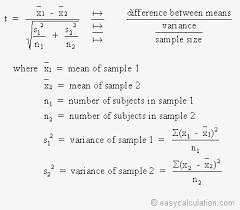 t = x̄₁ - x̄₂ / √(s₁²/n₁ + s₂²/n₂) ↦ difference between means
↦ variance
↦ sample size
where x̄₁ = mean of sample 1
x̄₂ = mean of sample 2
n₁ = number of subjects in sample 1
n₂ = number of subjects in sample 2
s₁² = variance of sample 1 = Σ(x₁ - x̄₁)² / n₁
s₂² = variance of sample 2 = Σ(x₂ - x̄₂)² / n₂
© easycalculation.com